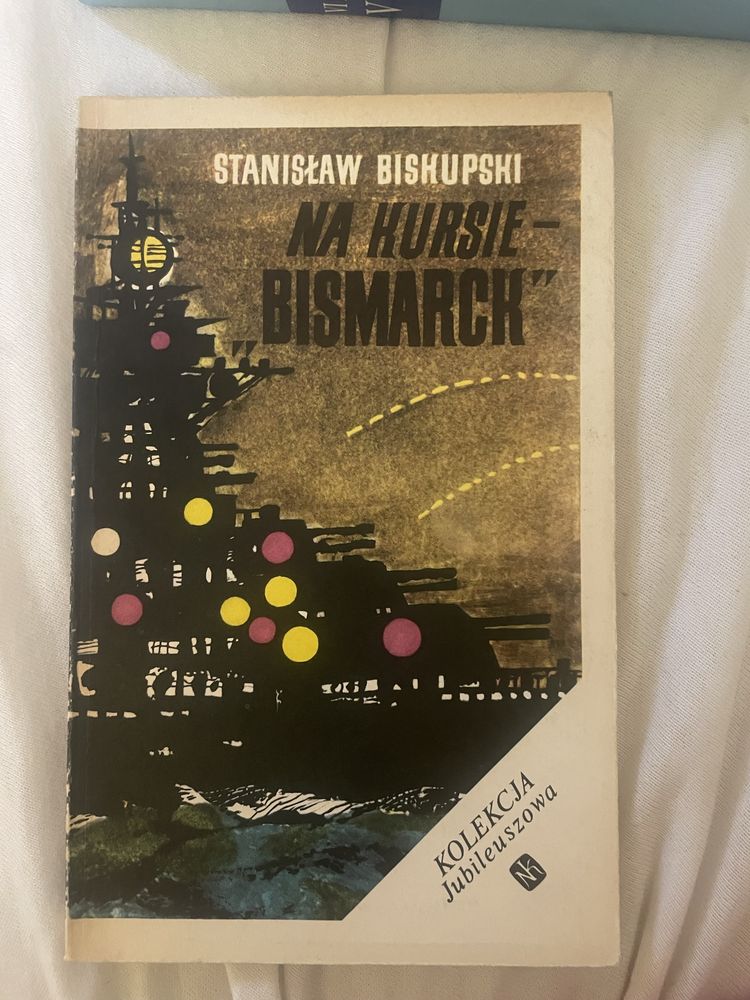 STANISŁAW BISKUPSKI
NA KURSIE –
„BISMARCK”
KOLEKCJA
Jubileuszowa